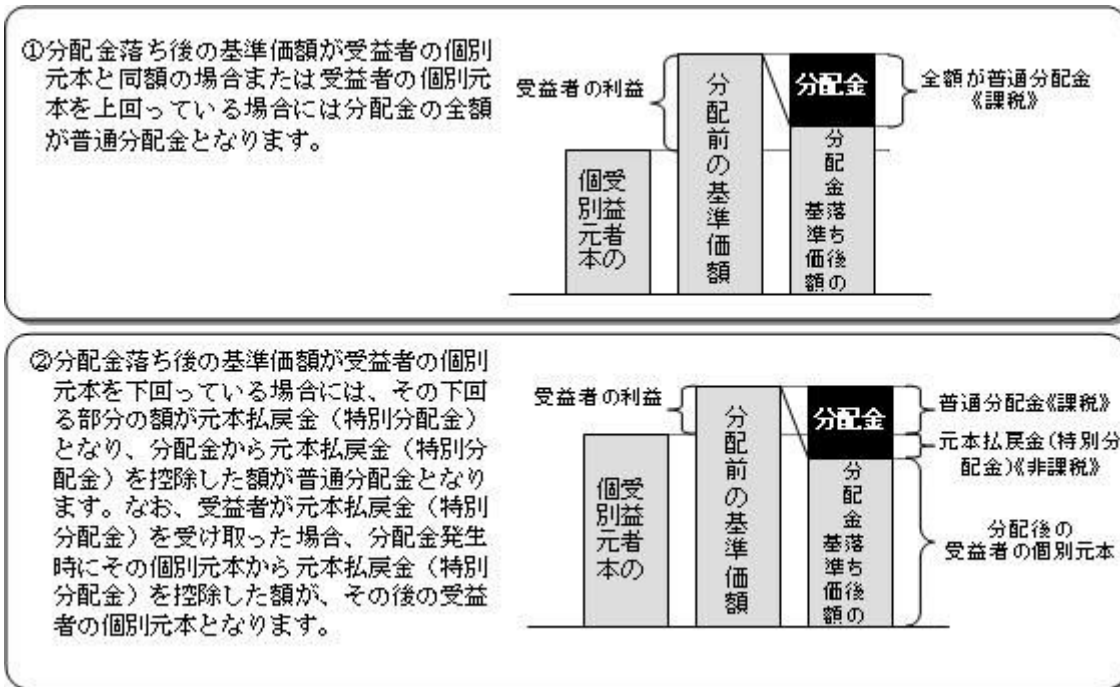 ①分配金落ち後の基準価額が受益者の個別
元本と同額の場合または受益者の個別元
本を上回っている場合には分配金の全額
が普通分配金となります。
受益者の利益
受益者の
個別元本
分配前の基準価額
分配金
分配金落ち後の
基準価額
全額が普通分配金
《課税》
②分配金落ち後の基準価額が受益者の個別
元本を下回っている場合には、その下回
る部分の額が元本払戻金（特別分配金）
となり、分配金から元本払戻金（特別分
配金）を控除した額が普通分配金となり
ます。なお、受益者が元本払戻金（特別
分配金）を受け取った場合、分配金発生
時にその個別元本から元本払戻金（特別
分配金）を控除した額が、その後の受益
者の個別元本となります。
受益者の利益
受益者の
個別元本
分配前の基準価額
分配金
分配金落ち後の
基準価額
普通分配金《課税》
元本払戻金(特別分
配金)《非課税》
分配後の
受益者の個別元本